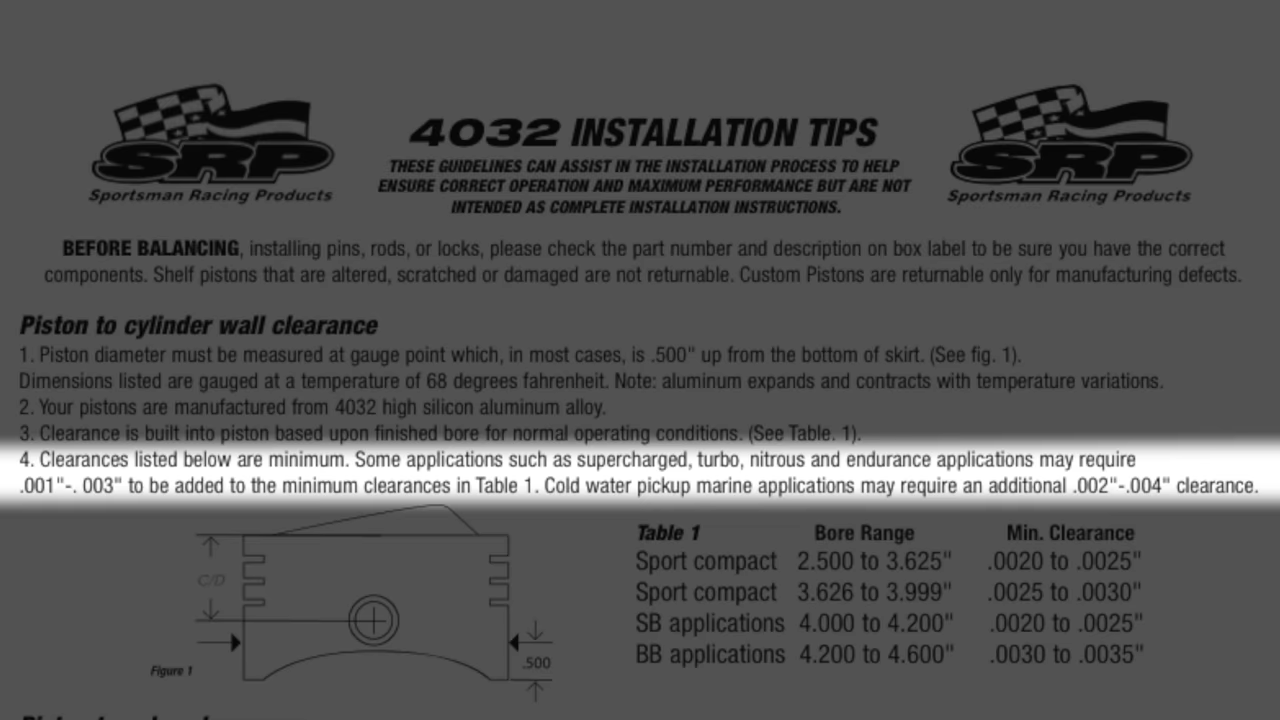 SRP
Sportsman Racing Products
4032 INSTALLATION TIPS
THESE GUIDELINES CAN ASSIST IN THE INSTALLATION PROCESS TO HELP
ENSURE CORRECT OPERATION AND MAXIMUM PERFORMANCE BUT ARE NOT
INTENDED AS COMPLETE INSTALLATION INSTRUCTIONS.
SRP
Sportsman Racing Products
BEFORE BALANCING, installing pins, rods, or locks, please check the part number and description on box label to be sure you have the correct
components. Shelf pistons that are altered, scratched or damaged are not returnable. Custom Pistons are returnable only for manufacturing defects.
Piston to cylinder wall clearance
1. Piston diameter must be measured at gauge point which, in most cases, is .500" up from the bottom of skirt. (See fig. 1).
Dimensions listed are gauged at a temperature of 68 degrees fahrenheit. Note: aluminum expands and contracts with temperature variations.
2. Your pistons are manufactured from 4032 high silicon aluminum alloy.
3. Clearance is built into piston based upon finished bore for normal operating conditions. (See Table. 1).
4. Clearances listed below are minimum. Some applications such as supercharged, turbo, nitrous and endurance applications may require
.001"-. 003" to be added to the minimum clearances in Table 1. Cold water pickup marine applications may require an additional .002"-.004" clearance.
C/D
.500
Figure 1
Table 1 Bore Range Min. Clearance
Sport compact 2.500 to 3.625" .0020 to .0025"
Sport compact 3.626 to 3.999" .0025 to .0030"
SB applications 4.000 to 4.200" .0020 to .0025"
BB applications 4.200 to 4.600" .0030 to .0035"